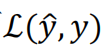 ℒ(ŷ, y)